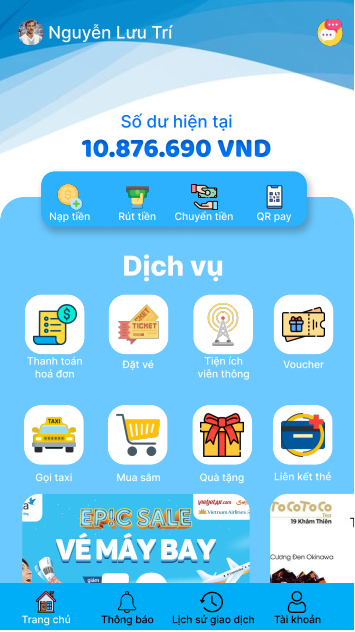 Nguyễn Lưu Trí
Số dư hiện tại
10.876.690 VND
Nạp tiền
Rút tiền
Chuyển tiền
QR pay
Dịch vụ
Thanh toán
hoá đơn
Đặt vé
Tiện ích
viễn thông
Voucher
Gọi taxi
Mua sắm
Quà tặng
Liên kết thẻ
EPIC SALE
VÉ MÁY BAY
giảm
vietjetair.com
Vietnam Airlines
ToCoToCo
Tea
19 Khâm Thiên
Cương Đen Okinawa
Trang chủ
Thông báo
Lịch sử giao dịch
Tài khoản